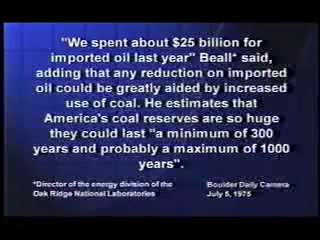 "We spent about $25 billion for
imported oil last year" Beall* said,
adding that any reduction on imported
oil could be greatly aided by increased
use of coal. He estimates that
America's coal reserves are so huge
they could last "a minimum of 300
years and probably a maximum of 1000
years".
*Director of the energy division of the
Oak Ridge National Laboratories
Boulder Daily Camera
July 5, 1975